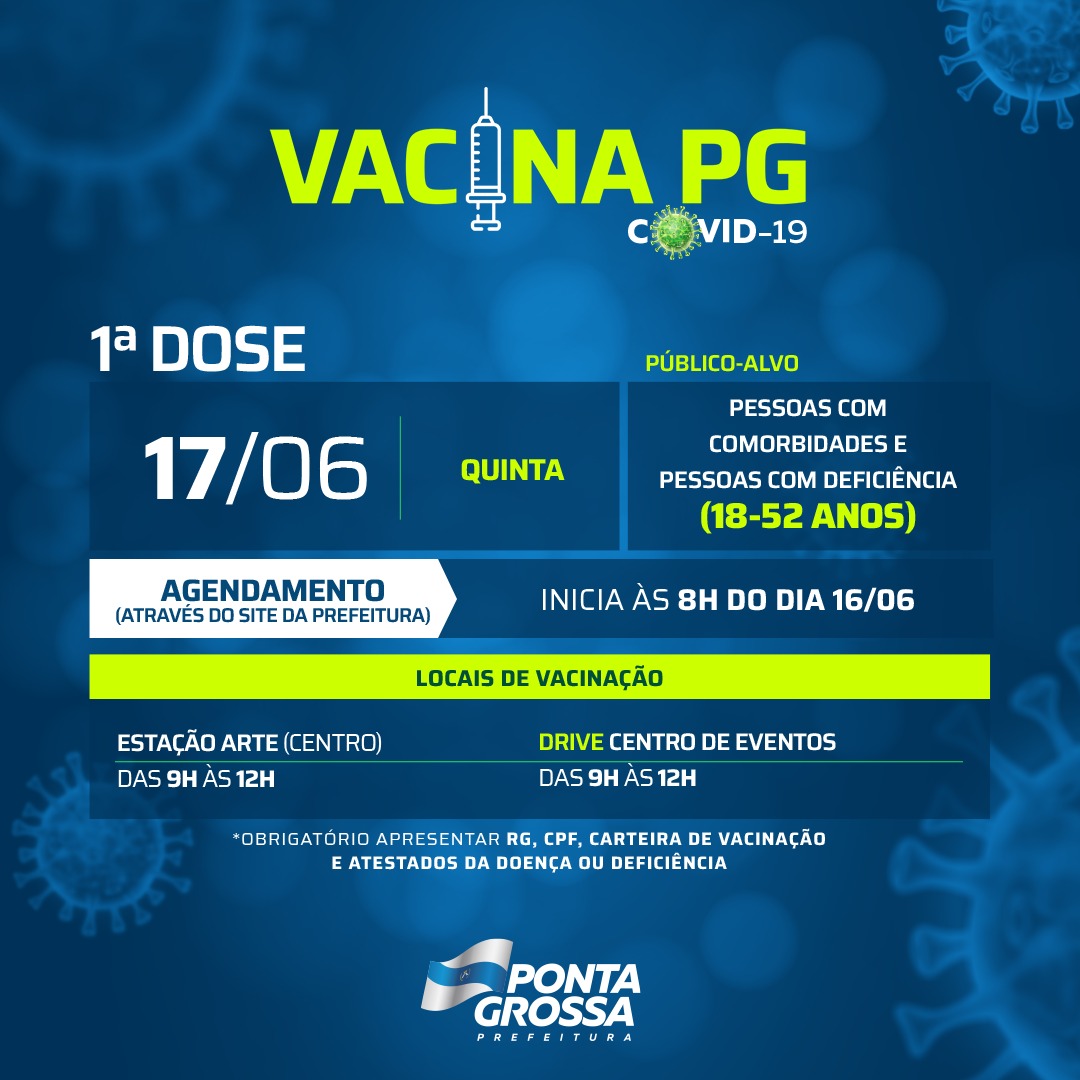 VACINA PG
COVID-19
1ª DOSE
PÚBLICO-ALVO
17/06
QUINTA
PESSOAS COM
COMORBIDADES E
PESSOAS COM DEFICIÊNCIA
(18-52 ANOS)
AGENDAMENTO
(ATRAVÉS DO SITE DA PREFEITURA)
INICIA ÀS 8H DO DIA 16/06
LOCAIS DE VACINAÇÃO
ESTAÇÃO ARTE (CENTRO)
DAS 9H ÀS 12H
DRIVE CENTRO DE EVENTOS
DAS 9H ÀS 12H
*OBRIGATÓRIO APRESENTAR RG, CPF, CARTEIRA DE VACINAÇÃO
E ATESTADOS DA DOENÇA OU DEFICIÊNCIA
PONTA
GROSSA
PREFEITURA